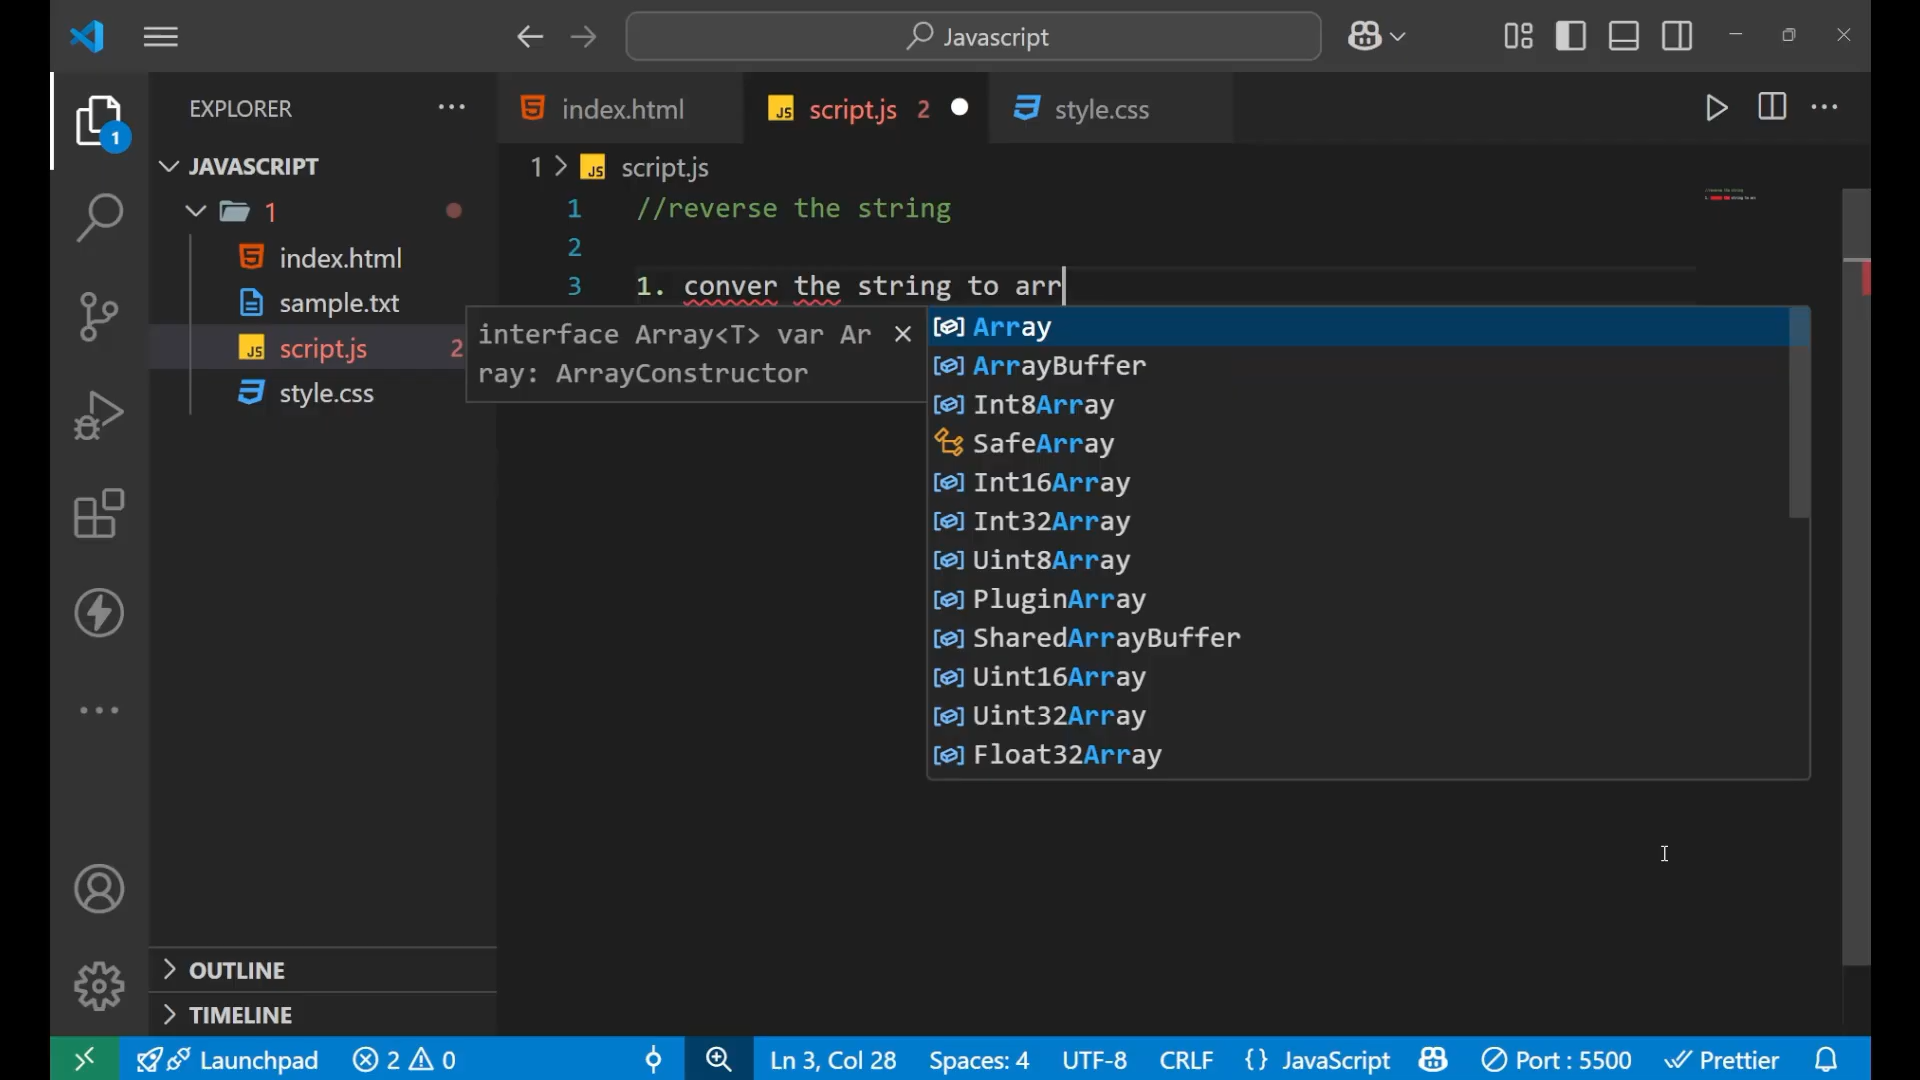 Javascript
EXPLORER
index.html
script.js 2
style.css
1
JAVASCRIPT
1
index.html
sample.txt
script.js 2
style.css
1 > script.js
1 //reverse the string
2
3 1. conver the string to arr
interface Array<T> var Ar
ray: ArrayConstructor
Array
ArrayBuffer
Int8Array
SafeArray
Int16Array
Int32Array
Uint8Array
PluginArray
SharedArrayBuffer
Uint16Array
Uint32Array
Float32Array
OUTLINE
TIMELINE
Launchpad 2 0 Ln 3, Col 28 Spaces: 4 UTF-8 CRLF {} JavaScript Port : 5500 Prettier